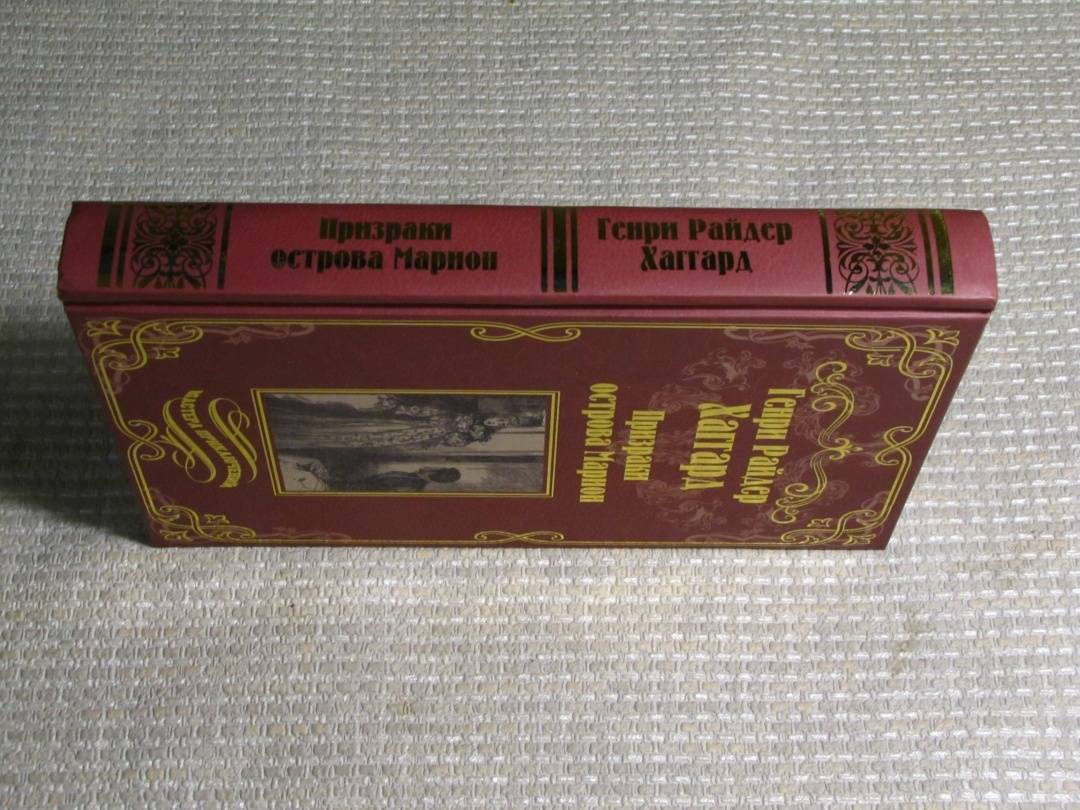 Призраки
острова Марион
Генри Райдер
Хаггард
Генри Райдер
Хаггард
Призраки
острова Марион